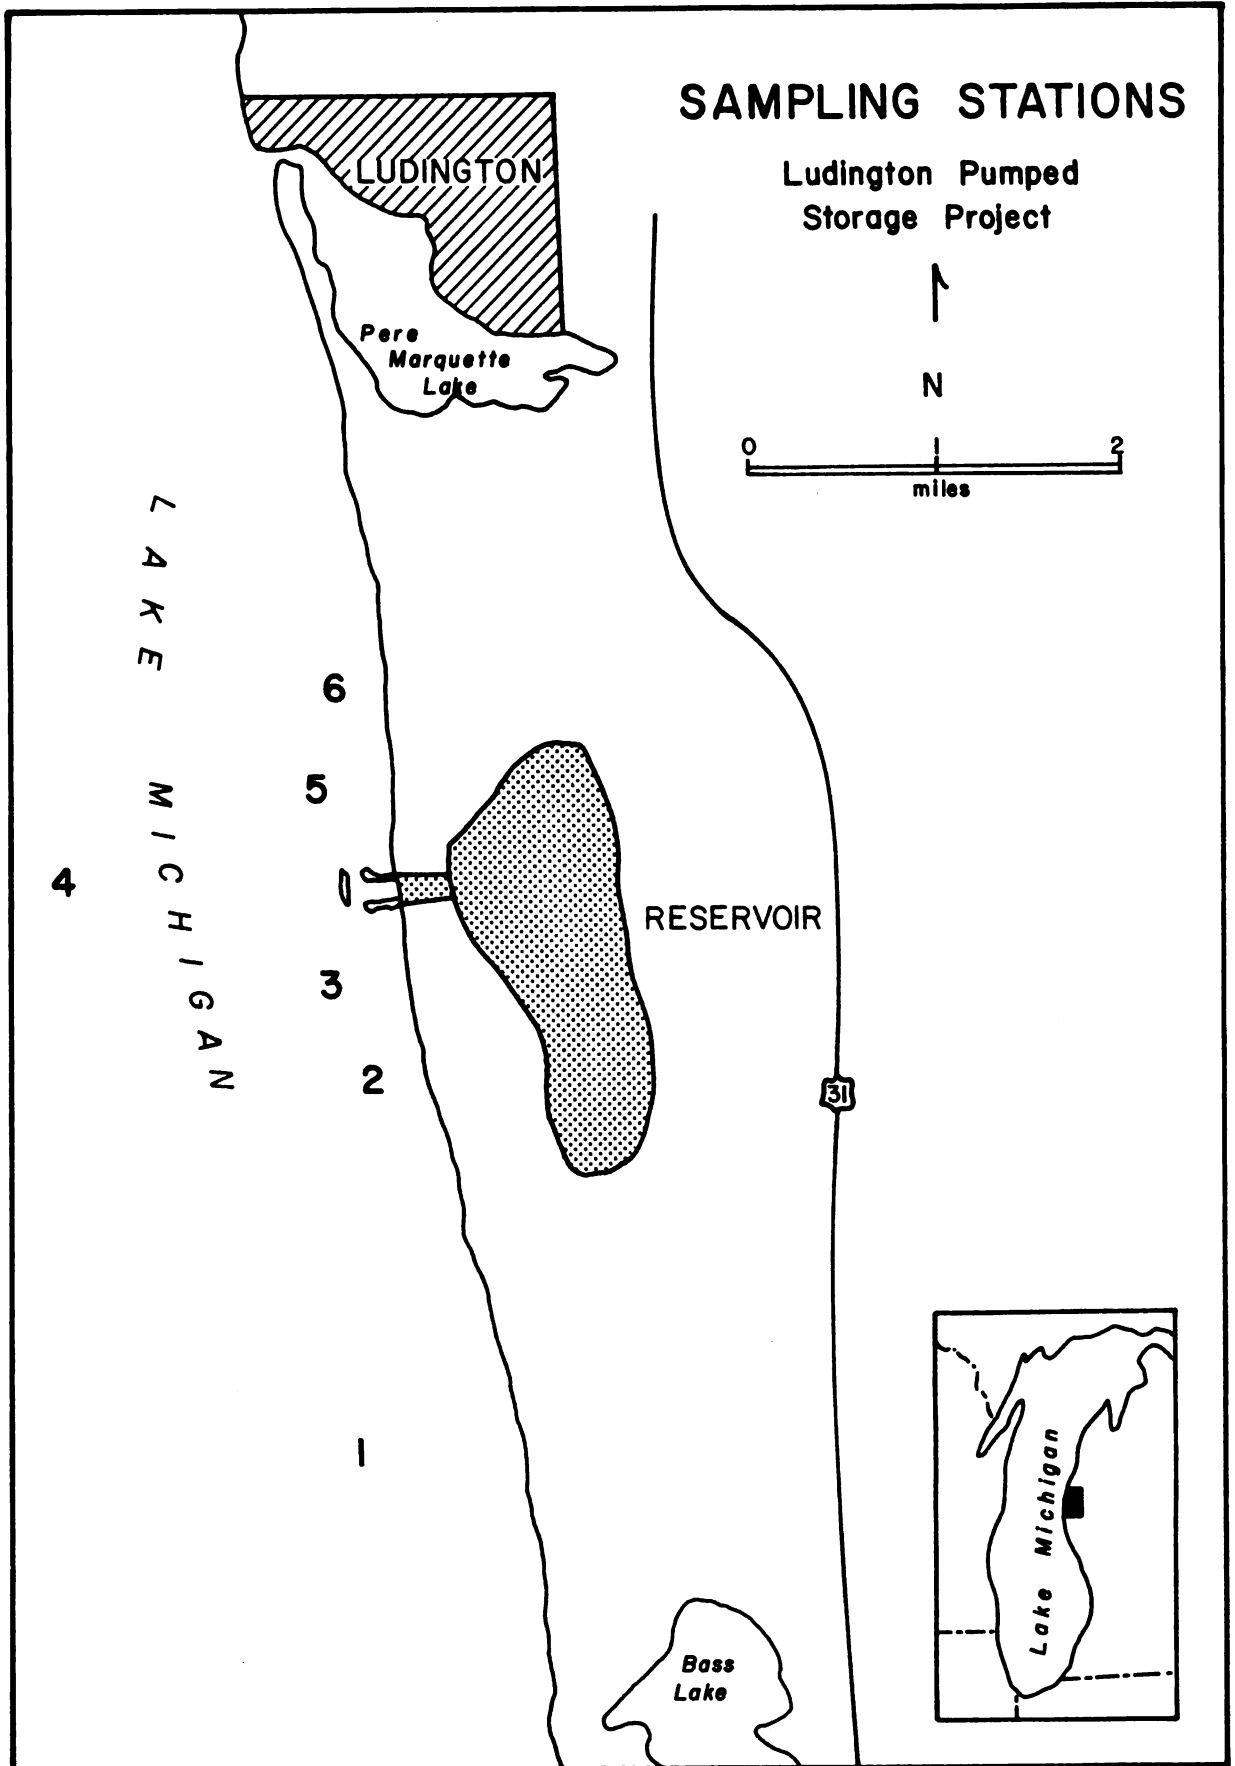 SAMPLING STATIONS
Ludington Pumped
Storage Project
LUDINGTON
N
Pere
Marquette
Lake
0 1 2
miles
LAKE MICHIGAN
6
5
4
RESERVOIR
3
2
31
1
Lake Michigan
Bass
Lake